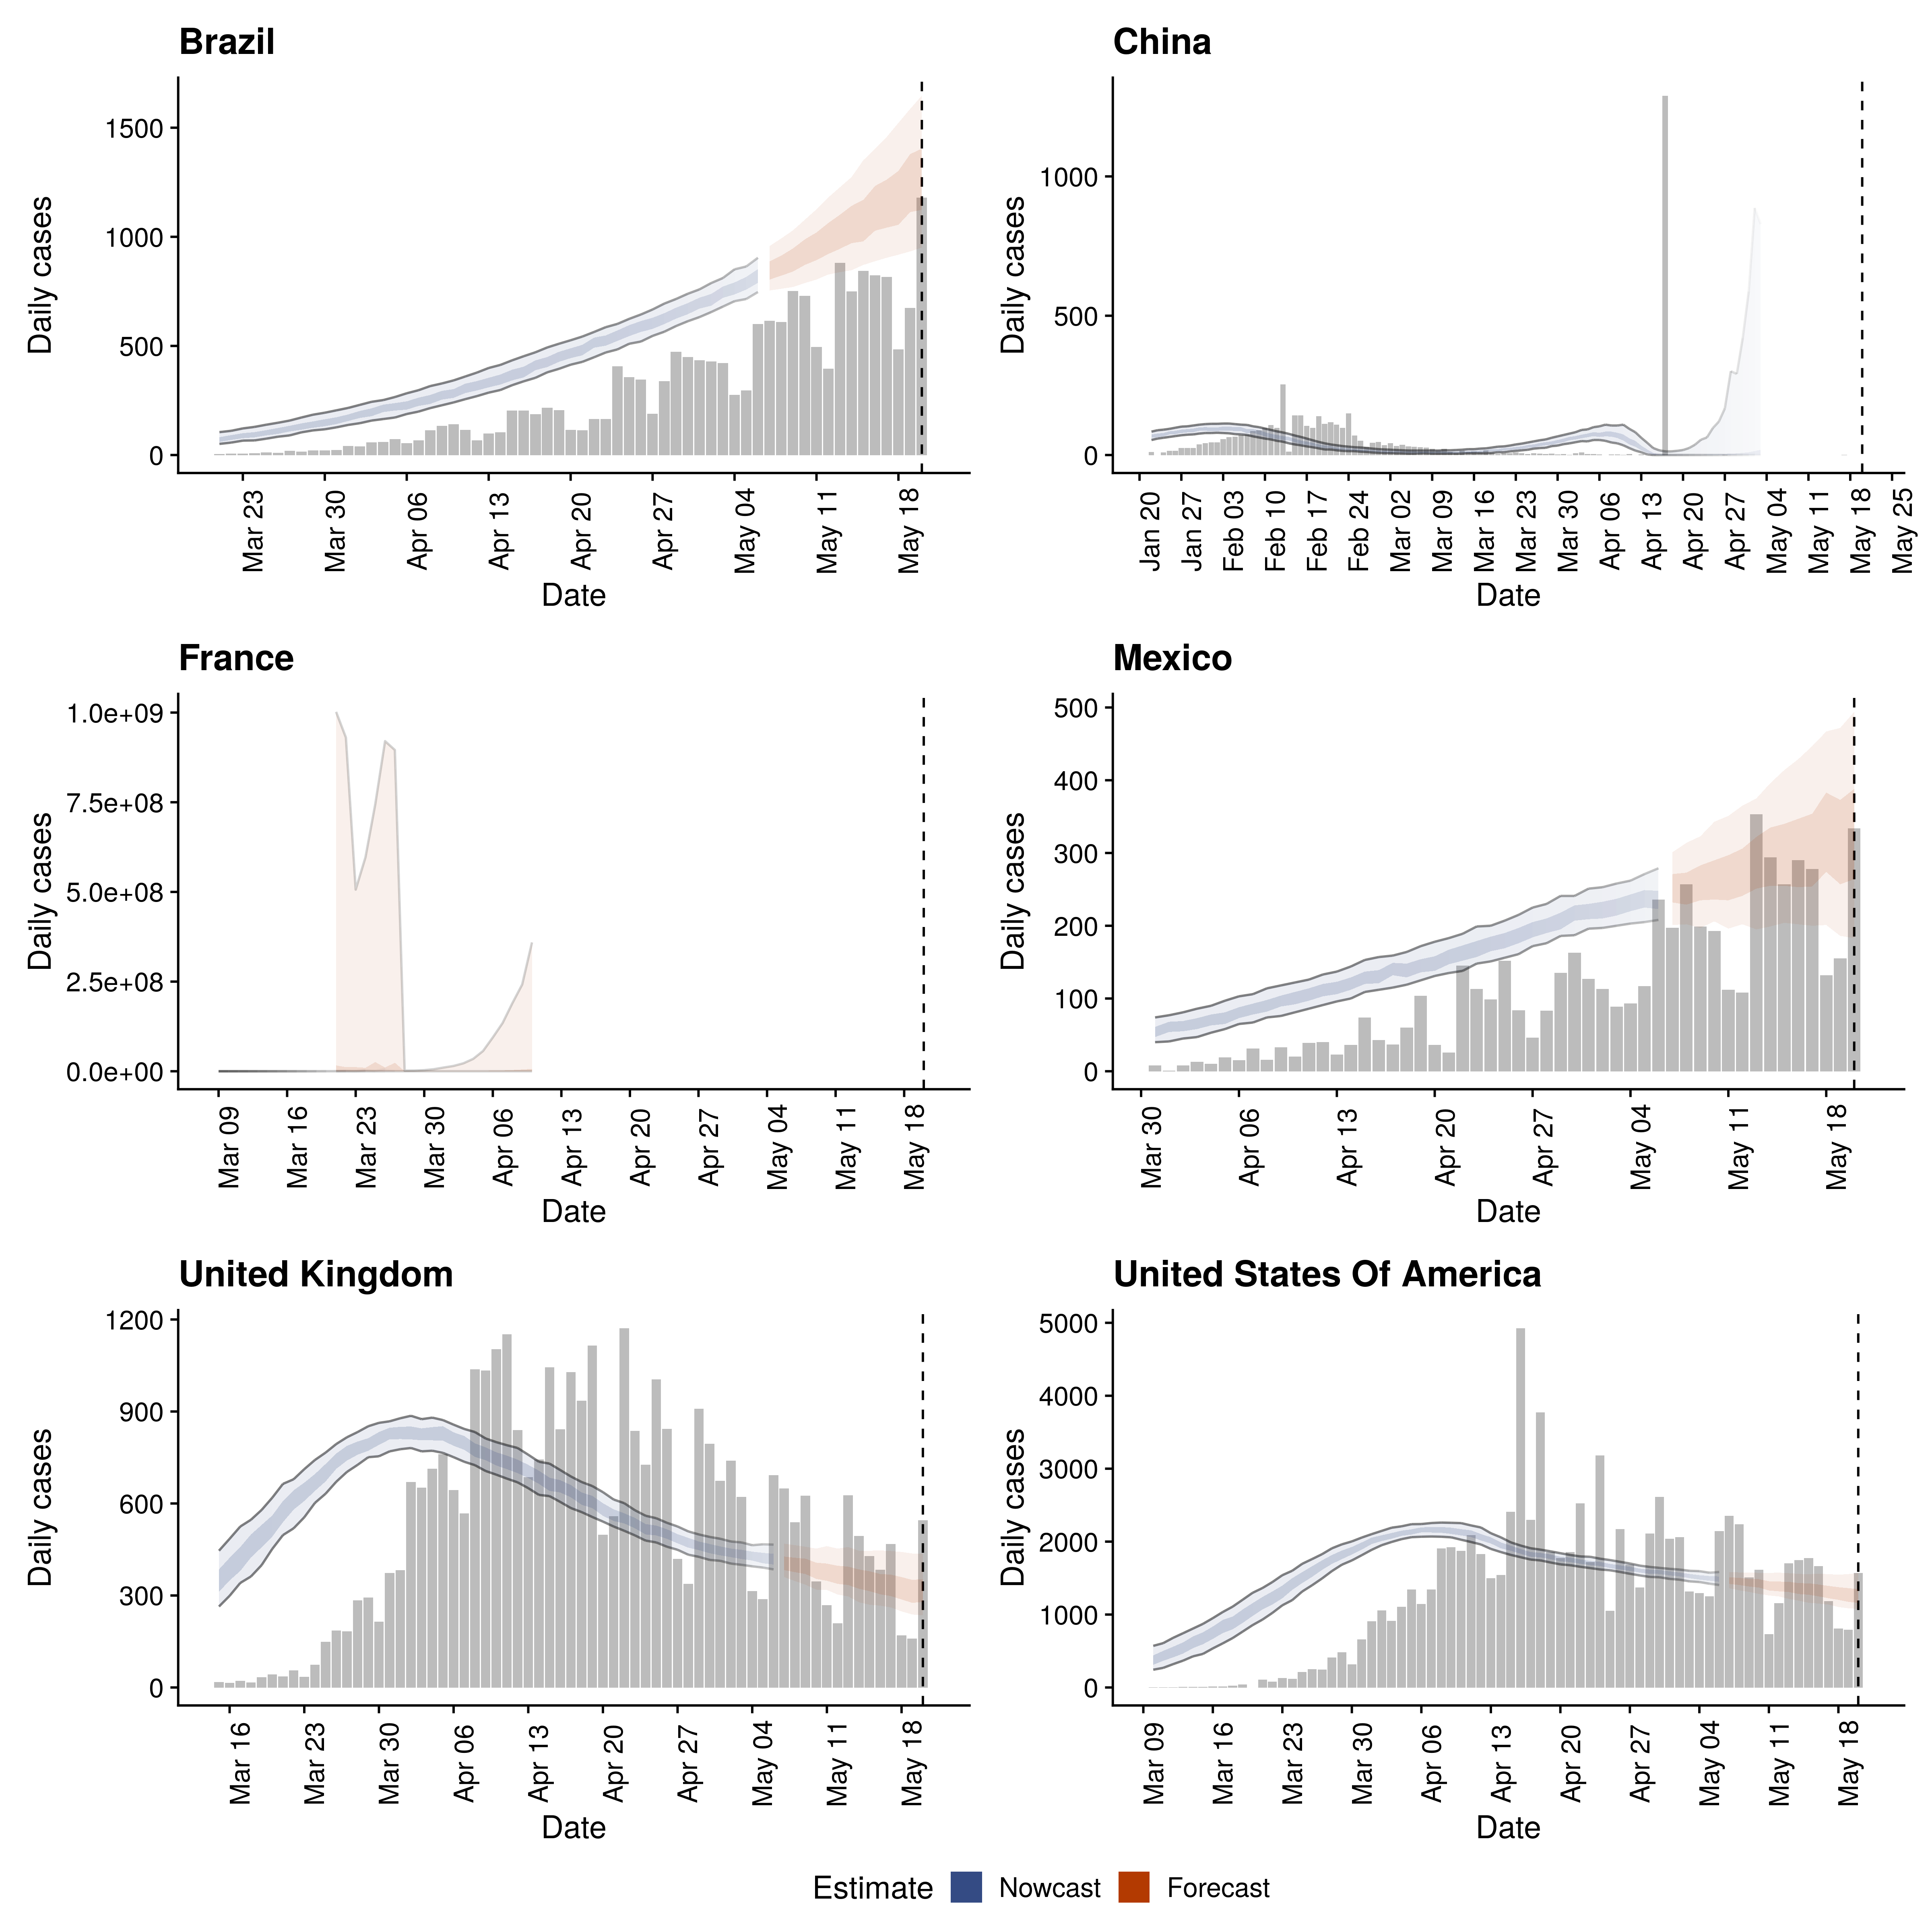 Brazil
Daily cases
1500
1000
500
0
Mar 23
Mar 30
Apr 06
Apr 13
Apr 20
Apr 27
May 04
May 11
May 18
Date
China
Daily cases
1000
500
0
Jan 20
Jan 27
Feb 03
Feb 10
Feb 17
Feb 24
Mar 02
Mar 09
Mar 16
Mar 23
Mar 30
Apr 06
Apr 13
Apr 20
Apr 27
May 04
May 11
May 18
May 25
Date
France
Daily cases
1.0e+09
7.5e+08
5.0e+08
2.5e+08
0.0e+00
Mar 09
Mar 16
Mar 23
Mar 30
Apr 06
Apr 13
Apr 20
Apr 27
May 04
May 11
May 18
Date
Mexico
Daily cases
500
400
300
200
100
0
Mar 30
Apr 06
Apr 13
Apr 20
Apr 27
May 04
May 11
May 18
Date
United Kingdom
Daily cases
1200
900
600
300
0
Mar 16
Mar 23
Mar 30
Apr 06
Apr 13
Apr 20
Apr 27
May 04
May 11
May 18
Date
United States Of America
Daily cases
5000
4000
3000
2000
1000
0
Mar 09
Mar 16
Mar 23
Mar 30
Apr 06
Apr 13
Apr 20
Apr 27
May 04
May 11
May 18
Date
Estimate Nowcast Forecast